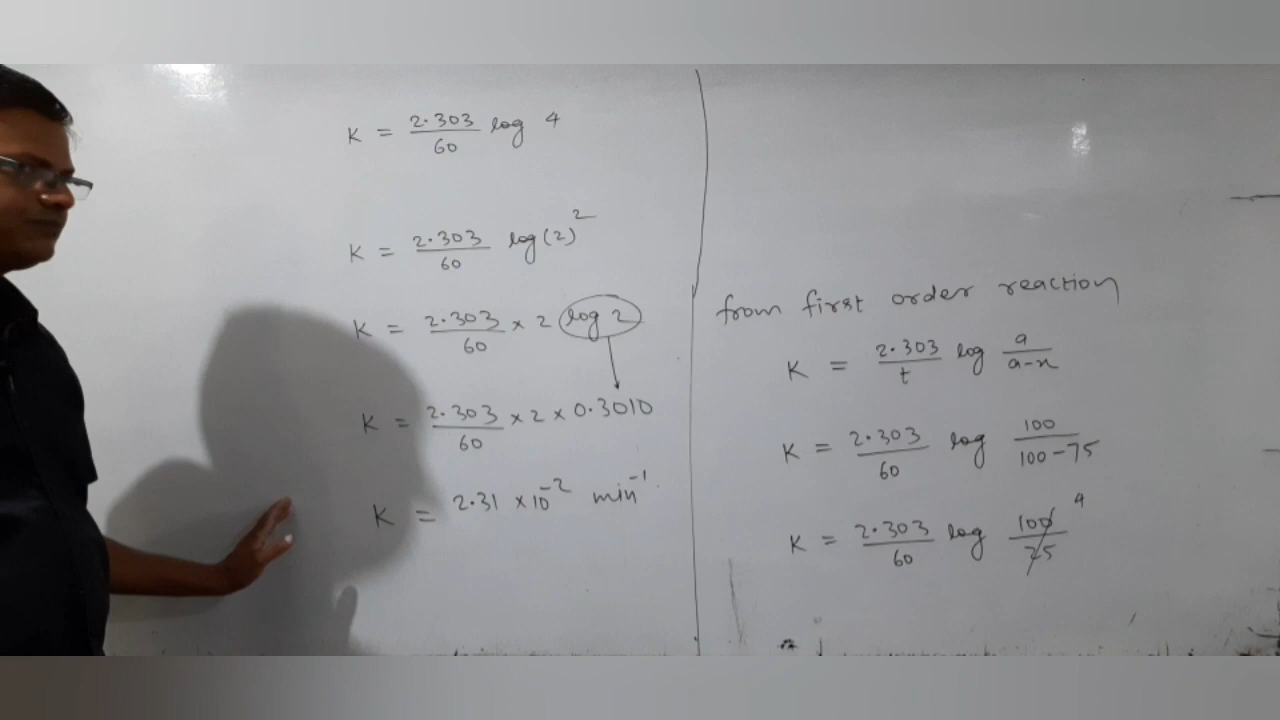 K = 2.303/60 log 4
K = 2.303/60 log(2)²
K = 2.303/60 × 2 log 2
K = 2.303/60 × 2 × 0.3010
K = 2.31 × 10⁻² min⁻¹
from first order reaction
K = 2.303/t log a/a-x
K = 2.303/60 log 100/100-75
K = 2.303/60 log 100/25 4